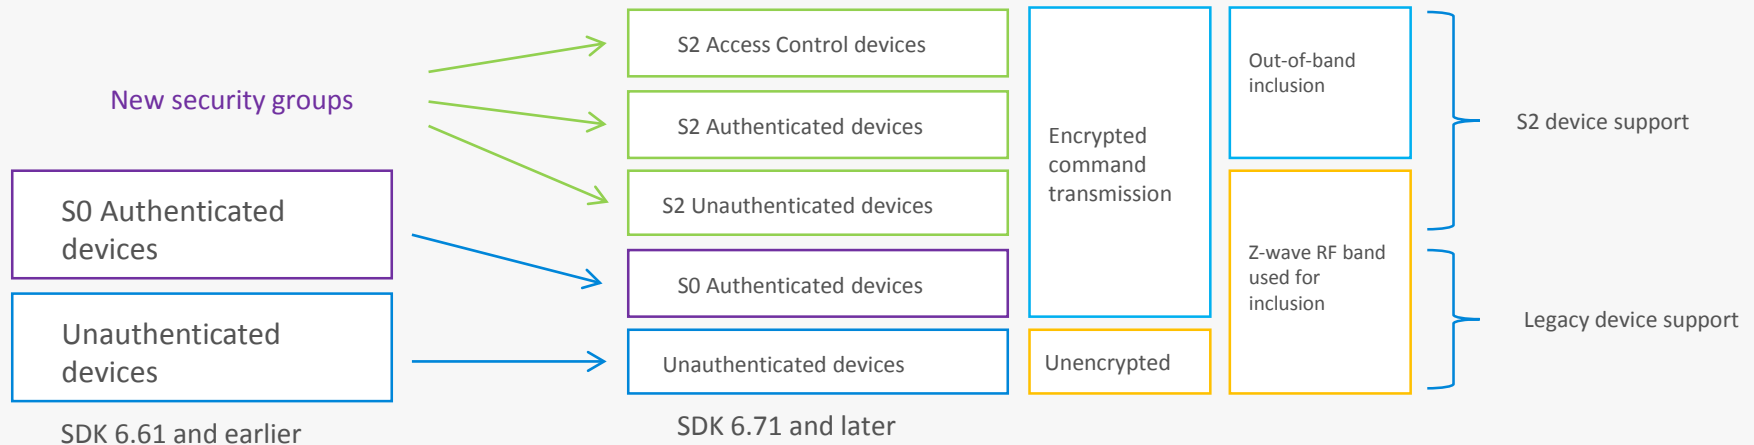 New security groups
S0 Authenticated
devices
Unauthenticated
devices
SDK 6.61 and earlier
S2 Access Control devices
S2 Authenticated devices
S2 Unauthenticated devices
S0 Authenticated devices
Unauthenticated devices
SDK 6.71 and later
Encrypted
command
transmission
Unencrypted
Out-of-band
inclusion
Z-wave RF band
used for
inclusion
S2 device support
Legacy device support